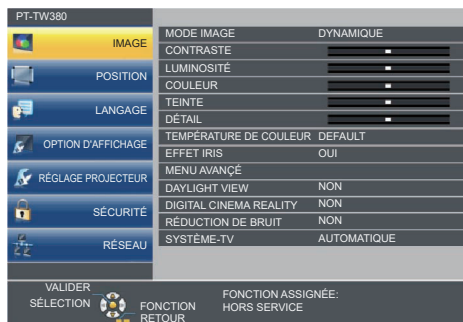 PT-TW380
IMAGE
POSITION
LANGAGE
OPTION D'AFFICHAGE
RÉGLAGE PROJECTEUR
SÉCURITÉ
RÉSEAU
MODE IMAGE DYNAMIQUE
CONTRASTE
LUMINOSITÉ
COULEUR
TEINTE
DÉTAIL
TEMPÉRATURE DE COULEUR DEFAULT
EFFET IRIS OUI
MENU AVANÇÉ
DAYLIGHT VIEW NON
DIGITAL CINEMA REALITY NON
RÉDUCTION DE BRUIT NON
SYSTÈME-TV AUTOMATIQUE
VALIDER
SÉLECTION
FONCTION
RETOUR
FONCTION ASSIGNÉE:
HORS SERVICE